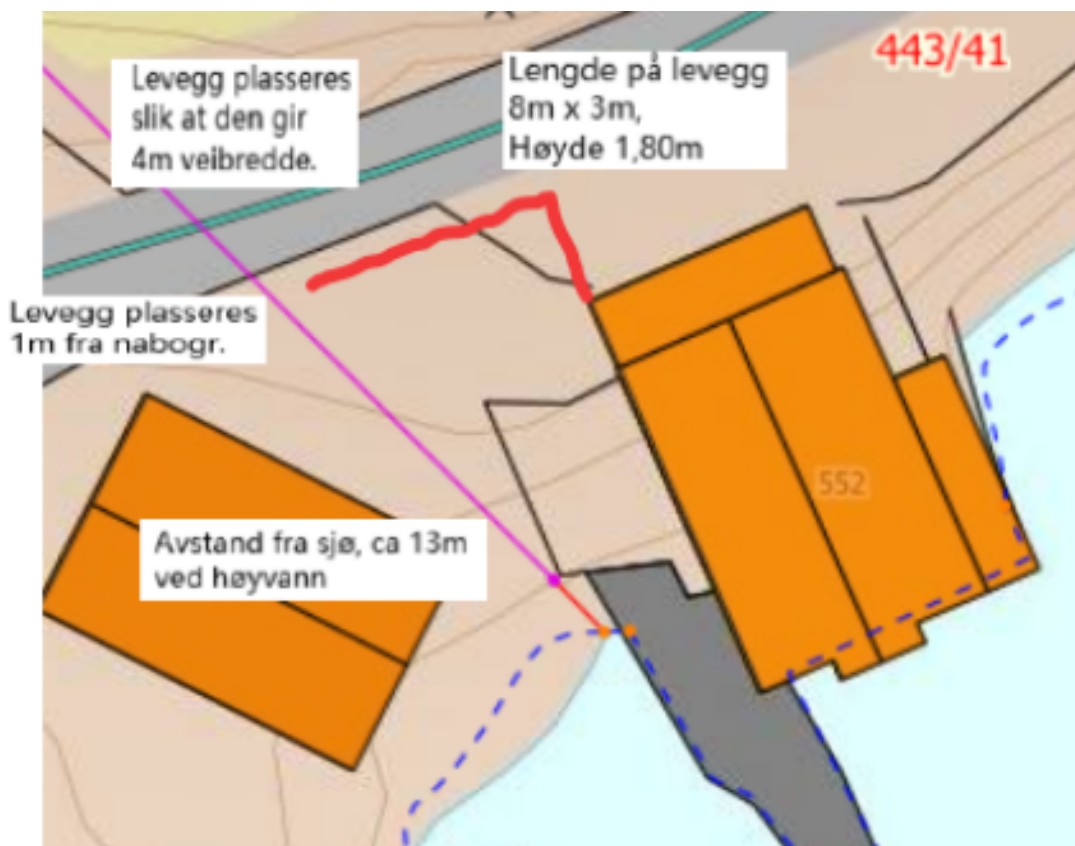 Levegg plasseres
slik at den gir
4m veibredde.
Lengde på levegg
8m x 3m,
Høyde 1,80m
443/41
Levegg plasseres
1m fra nabogr.
552
Avstand fra sjø, ca 13m
ved høyvann